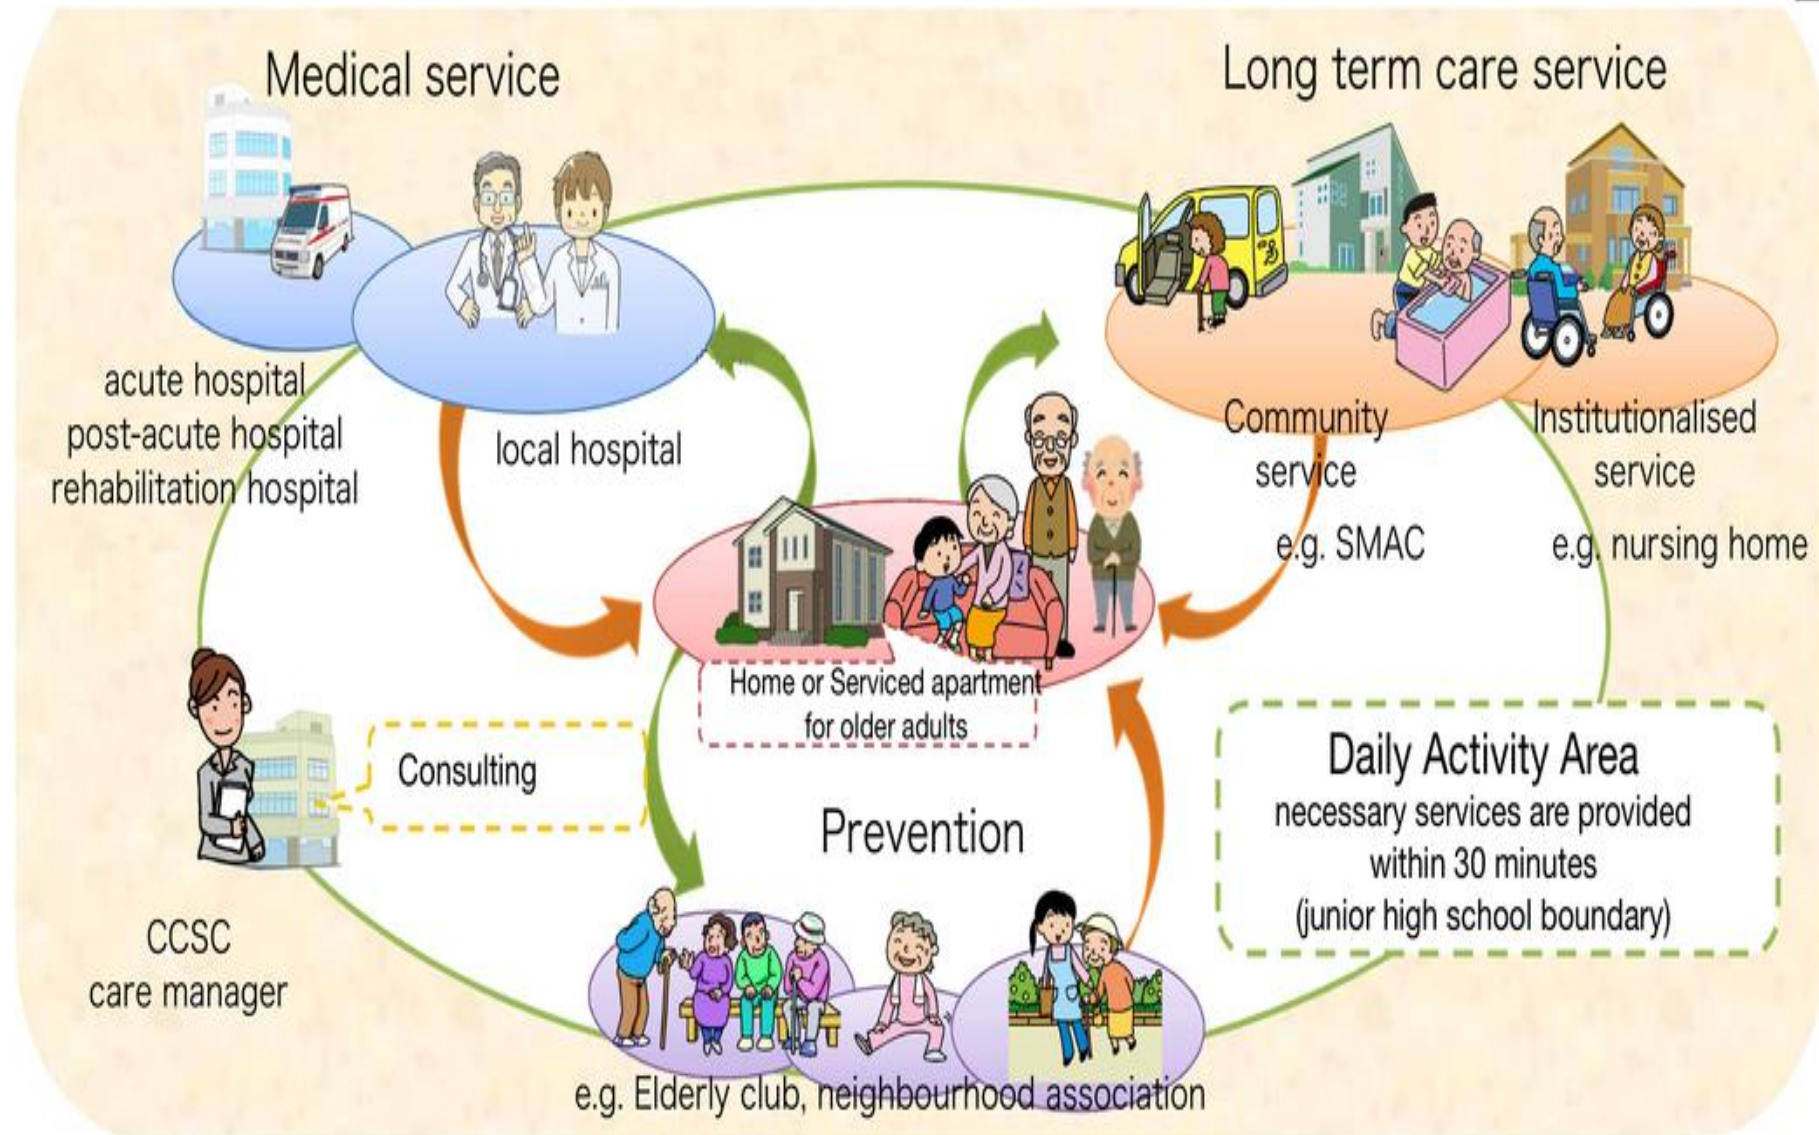 Medical service
Long term care service
acute hospital
post-acute hospital
rehabilitation hospital
local hospital
Community
service
e.g. SMAC
Institutionalised
service
e.g. nursing home
Home or Serviced apartment
for older adults
Consulting
CCSC
care manager
Prevention
e.g. Elderly club, neighbourhood association
Daily Activity Area
necessary services are provided
within 30 minutes
(junior high school boundary)